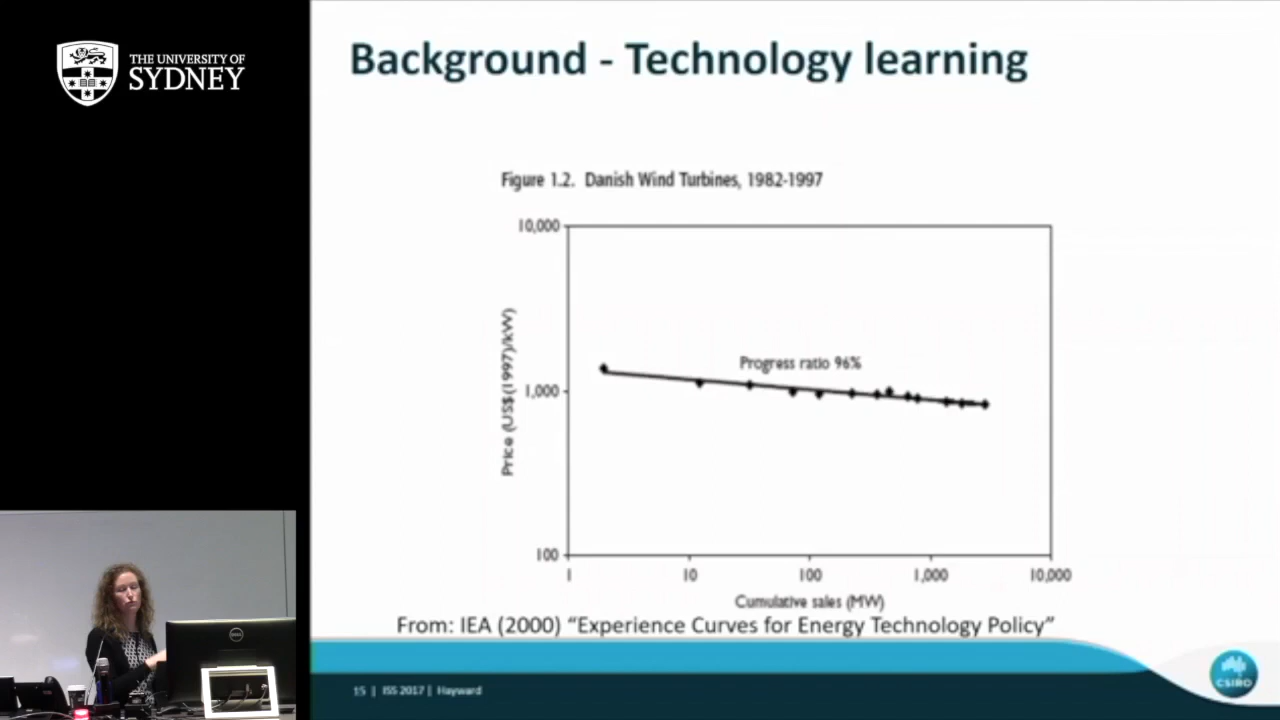 THE UNIVERSITY OF
SYDNEY
Background - Technology learning
Figure 1.2. Danish Wind Turbines, 1982-1997
10,000
Progress ratio 96%
Price (US$(1997)/kW)
1,000
100
1
10
100
1,000
10,000
Cumulative sales (MW)
From: IEA (2000) “Experience Curves for Energy Technology Policy”
15 | ISS 2017 | Hayward
CSIRO
DELL